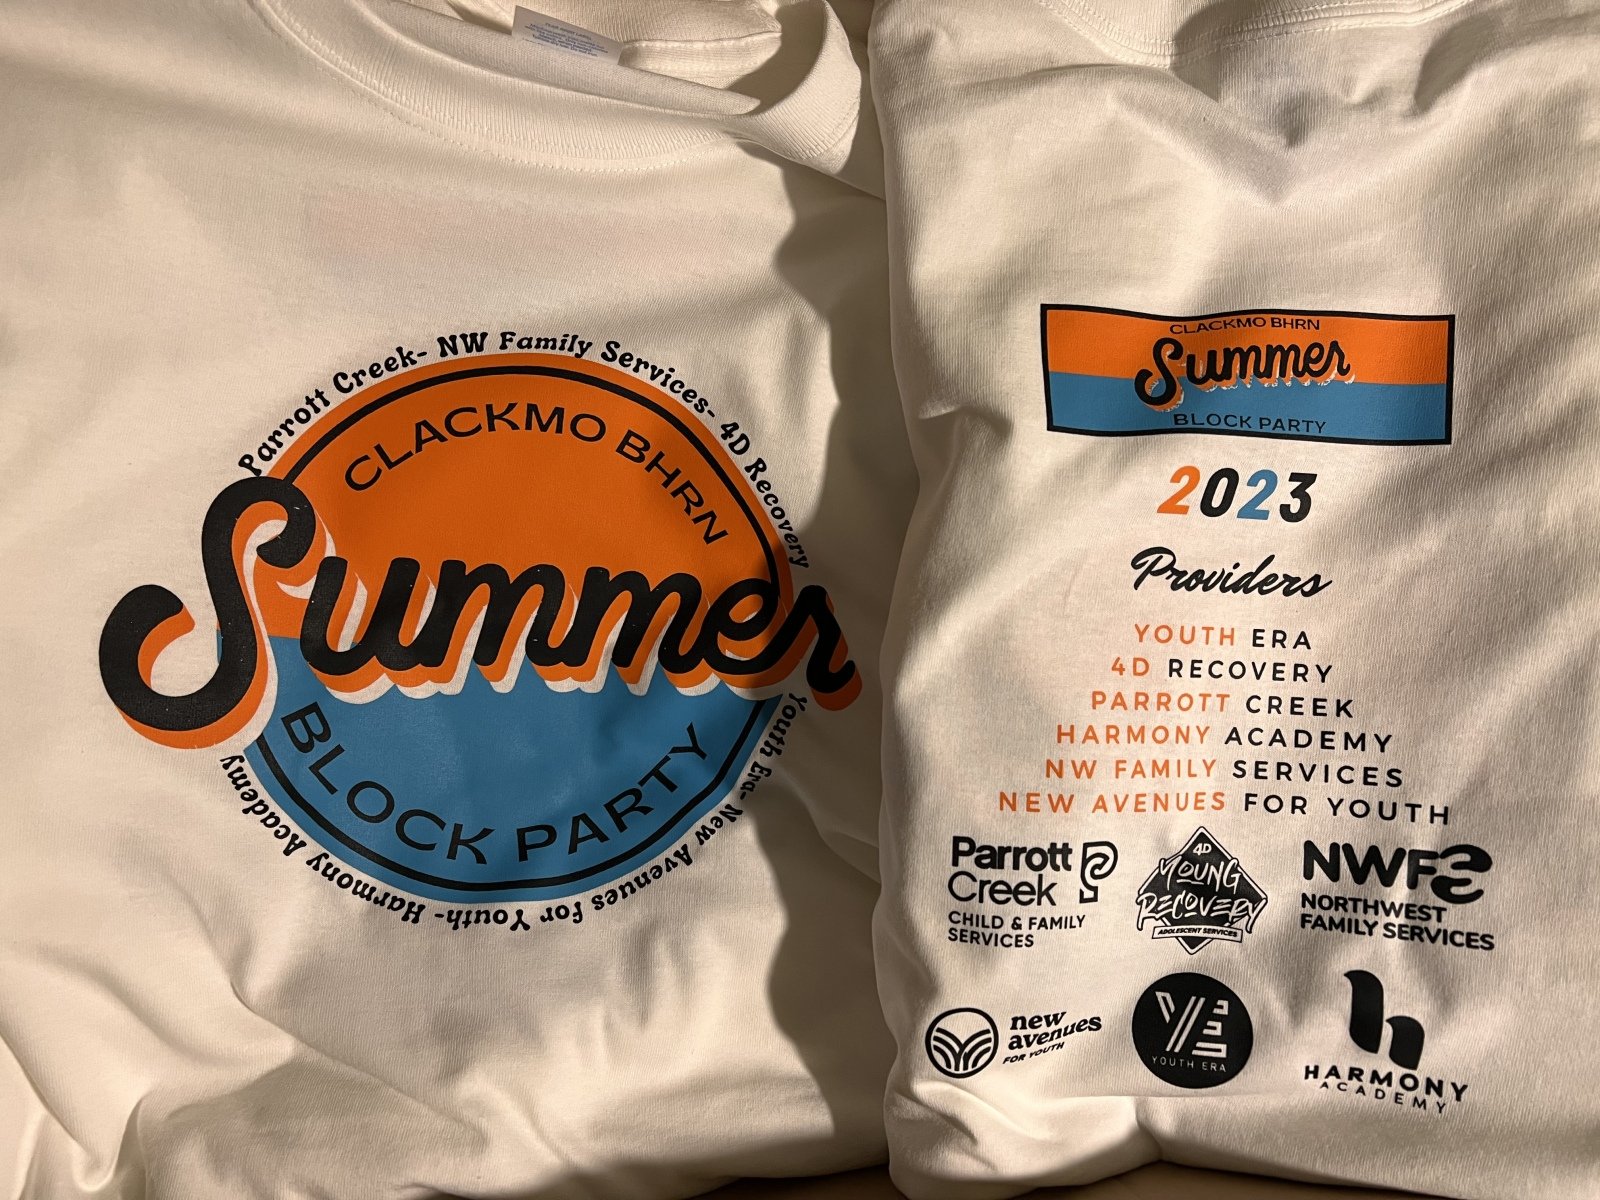 Parrott Creek- NW Family Services- 4D Recovery
CLACKMO BHRN
Summer
BLOCK PARTY
Youth Era- New Avenues for Youth- Harmony Academy
CLACKMO BHRN
Summer
BLOCK PARTY
2023
Providers
YOUTH ERA
4D RECOVERY
PARROTT CREEK
HARMONY ACADEMY
NW FAMILY SERVICES
NEW AVENUES FOR YOUTH
Parrott
Creek
CHILD & FAMILY
SERVICES
4D
YOUNG
RECOVERY
ADOLESCENT SERVICES
NWFS
NORTHWEST
FAMILY SERVICES
new
avenues
FOR YOUTH
YE
YOUTH ERA
h
HARMONY
ACADEMY